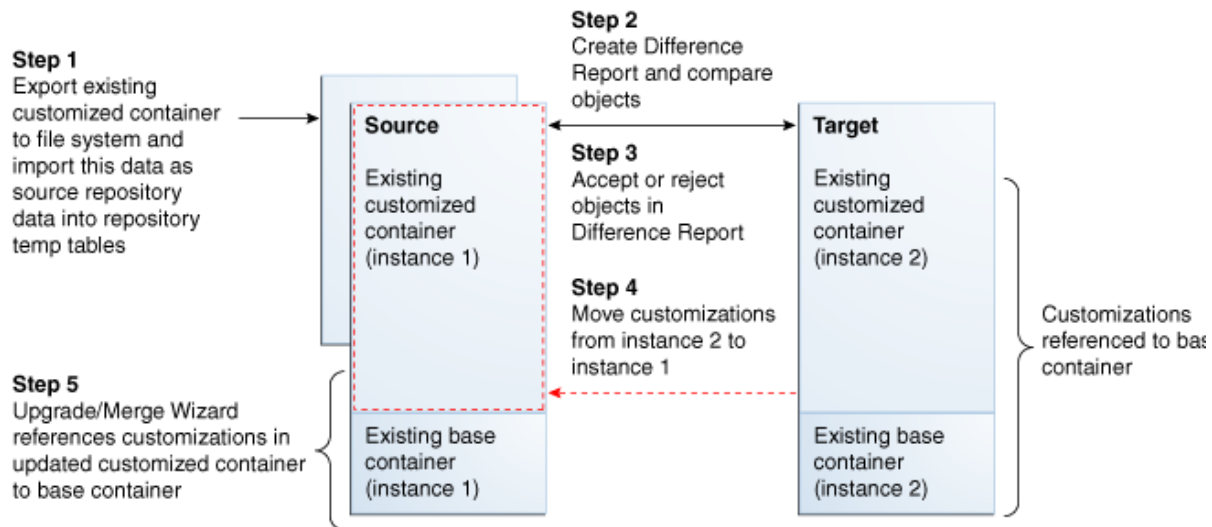 Step 1
Export existing
customized container
to file system and
import this data as
source repository
data into repository
temp tables
Source
Existing
customized
container
(instance 1)
Step 2
Create Difference
Report and compare
objects
Step 3
Accept or reject
objects in
Difference Report
Step 4
Move customizations
from instance 2 to
instance 1
Target
Existing
customized
container
(instance 2)
Customizations
referenced to
container
Step 5
Upgrade/Merge Wizard
references customizations in
updated customized container
to base container
Existing base
container
(instance 1)
Existing base
container
(instance 2)